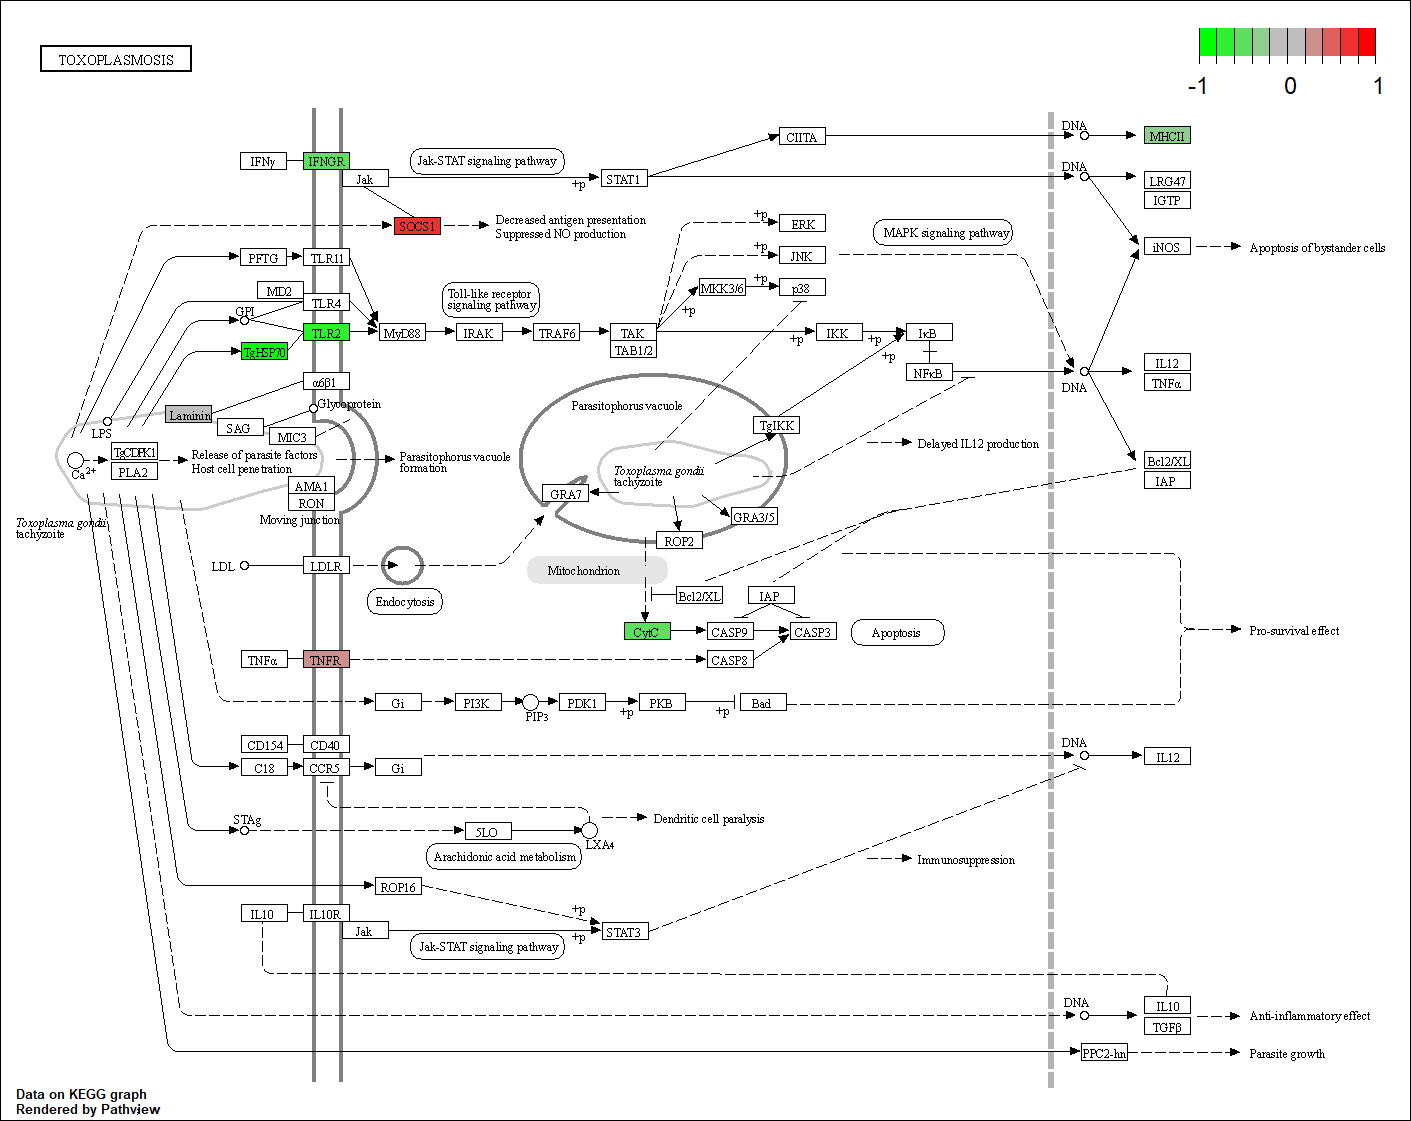 TOXOPLASMOSIS
-1
0
1
IFNγ
IFNGR
Jak
Jak-STAT signaling pathway
+p
STAT1
CIITA
DNA
MHCII
DNA
LRG47
IGTP
SOCS1
Decreased antigen presentation
Suppressed NO production
+p
ERK
MAPK signaling pathway
iNOS
Apoptosis of bystander cells
PFTG
TLR11
+p
JNK
MD2
TLR4
Toll-like receptor
signaling pathway
MKK3/6
+p
p38
+p
GPI
TLR2
MyD88
IRAK
TRAF6
TAK
TAB1/2
+p
IKK
+p
+p
IκB
NFκB
TgHSP70
IL12
TNFα
DNA
α6β1
Laminin
Glycoprotein
SAG
MIC3
LPS
Parasitophorus vacuole
TgIKK
Ca2+
TgCDPK1
PLA2
Release of parasite factors
Host cell penetration
Parasitophorus vacuole
formation
Toxoplasma gondii
tachyzoite
Delayed IL12 production
Bcl2/XL
IAP
AMA1
RON
Moving junction
GRA7
GRA3/5
ROP2
Toxoplasma gondii
tachyzoite
LDL
LDLR
Endocytosis
Mitochondrion
Bcl2/XL
IAP
CytC
CASP9
CASP3
Apoptosis
Pro-survival effect
TNFα
TNFR
CASP8
Gi
PI3K
PIP3
PDK1
+p
PKB
+p
Bad
CD154
CD40
C18
CCR5
Gi
DNA
IL12
STAg
5LO
LXA4
Dendritic cell paralysis
Arachidonic acid metabolism
Immunosuppression
ROP16
+p
IL10
IL10R
Jak
+p
STAT3
Jak-STAT signaling pathway
DNA
IL10
TGFβ
Anti-inflammatory effect
PPC2-hn
Parasite growth
Data on KEGG graph
Rendered by Pathview